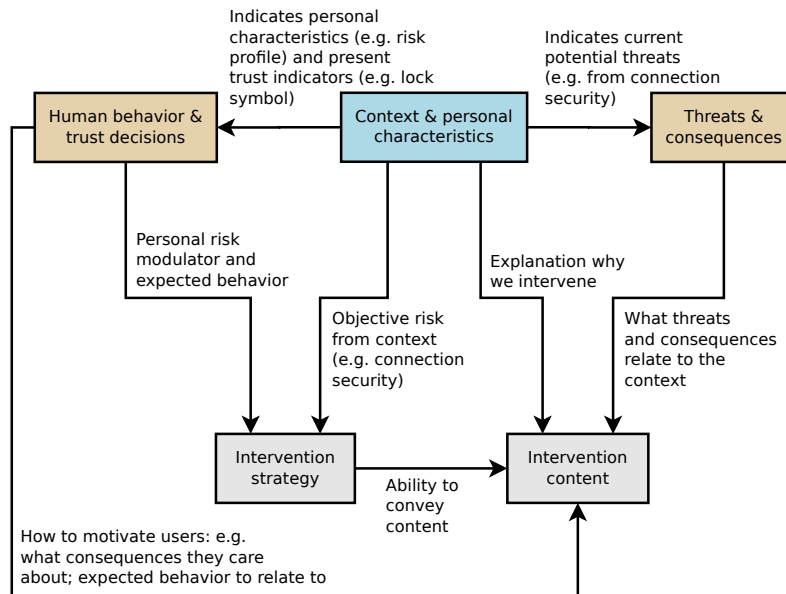 Indicates personal
characteristics (e.g. risk
profile) and present
trust indicators (e.g. lock
symbol)
Indicates current
potential threats
(e.g. from connection
security)
Human behavior &
trust decisions
Context & personal
characteristics
Threats &
consequences
Personal risk
modulator and
expected behavior
Explanation why
we intervene
Objective risk
from context
(e.g. connection
security)
What threats
and consequences
relate to the
context
Intervention
strategy
Intervention
content
Ability to
convey
content
How to motivate users: e.g.
what consequences they care
about; expected behavior to relate to